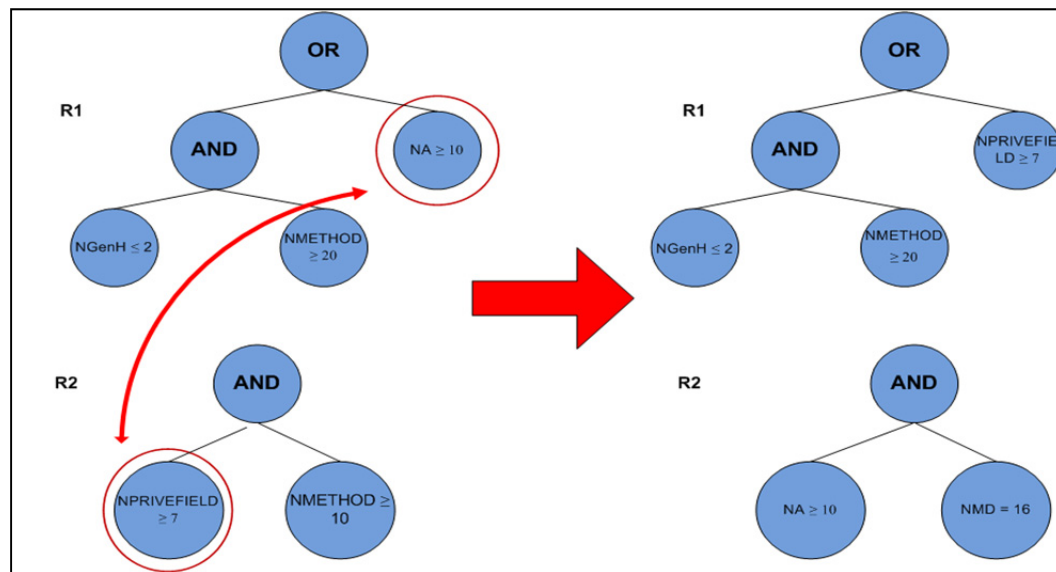 OR
R1
AND
NA ≥ 10
NGenH ≤ 2
NMETHOD
≥ 20
R2
AND
NPRIVEFIELD
≥ 7
NMETHOD ≥
10
OR
R1
AND
NPRIVEFIE
LD ≥ 7
NGenH ≤ 2
NMETHOD
≥ 20
R2
AND
NA ≥ 10
NMD = 16